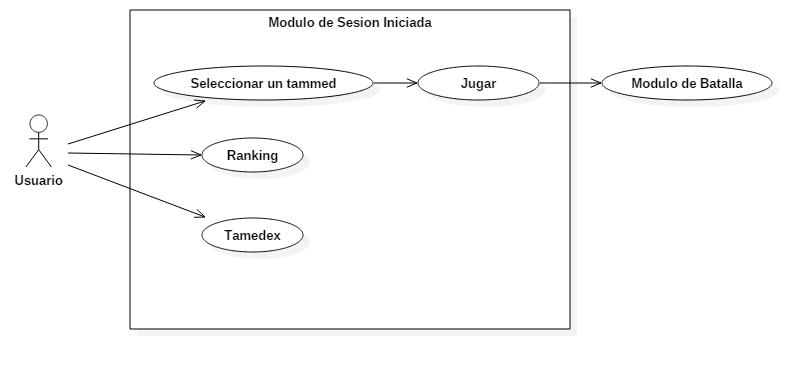 Modulo de Sesion Iniciada
Seleccionar un tammed
Jugar
Modulo de Batalla
Ranking
Usuario
Tamedex